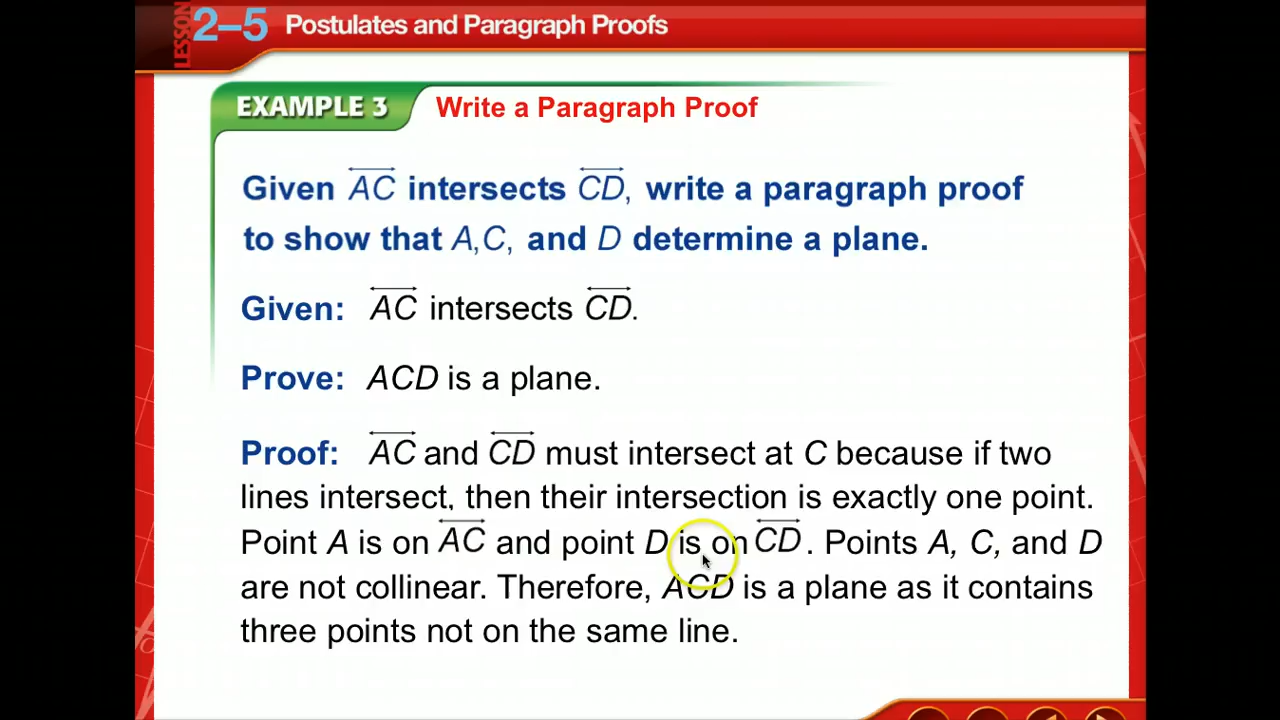 LESSON 2–5 Postulates and Paragraph Proofs
EXAMPLE 3 Write a Paragraph Proof
Given AC intersects CD, write a paragraph proof
to show that A,C, and D determine a plane.
Given: AC intersects CD.
Prove: ACD is a plane.
Proof: AC and CD must intersect at C because if two
lines intersect, then their intersection is exactly one point.
Point A is on AC and point D is on CD. Points A, C, and D
are not collinear. Therefore, ACD is a plane as it contains
three points not on the same line.